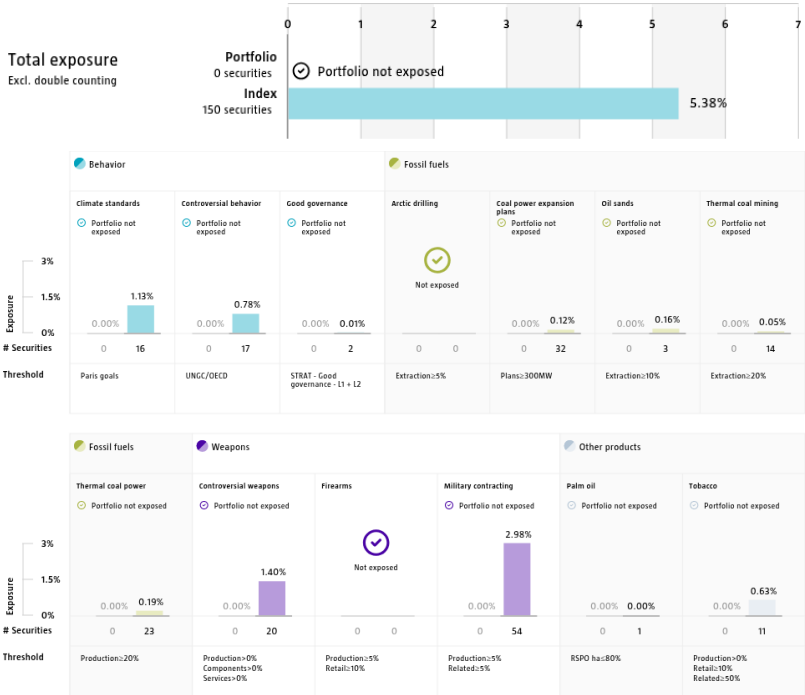 0 1 2 3 4 5 6 7
Total exposure
Excl. double counting
Portfolio
0 securities
Portfolio not exposed
Index
150 securities
5.38%
Behavior
Fossil fuels
Climate standards
Controversial behavior
Good governance
Arctic drilling
Coal power expansion
plans
Oil sands
Thermal coal mining
Portfolio not
exposed
Portfolio not
exposed
Portfolio not
exposed
Not exposed
Portfolio not
exposed
Portfolio not
exposed
Portfolio not
exposed
Exposure
3%
1.5%
0%
0.00% 1.13%
0.00% 0.78%
0.00% 0.01%
0.00% 0.12%
0.00% 0.16%
0.00% 0.05%
# Securities 0 16 0 17 0 2 0 0 0 32 0 3 0 14
Threshold
Paris goals
UNGC/OECD
STRAT - Good
governance - L1 + L2
Extraction≥5%
Plans≥300MW
Extraction≥10%
Extraction≥20%
Fossil fuels
Weapons
Other products
Thermal coal power
Controversial weapons
Firearms
Military contracting
Palm oil
Tobacco
Portfolio not exposed
Portfolio not exposed
Not exposed
Portfolio not exposed
Portfolio not exposed
Portfolio not exposed
Exposure
3%
1.5%
0%
0.00% 0.19%
0.00% 1.40%
0.00% 2.98%
0.00% 0.00%
0.00% 0.63%
# Securities 0 23 0 20 0 0 0 54 0 1 0 11
Threshold
Production≥20%
Production>0%
Components>0%
Services>0%
Production≥5%
Retail≥10%
Production≥5%
Related≥5%
RSPO ha≤80%
Production>0%
Retail≥10%
Related≥50%